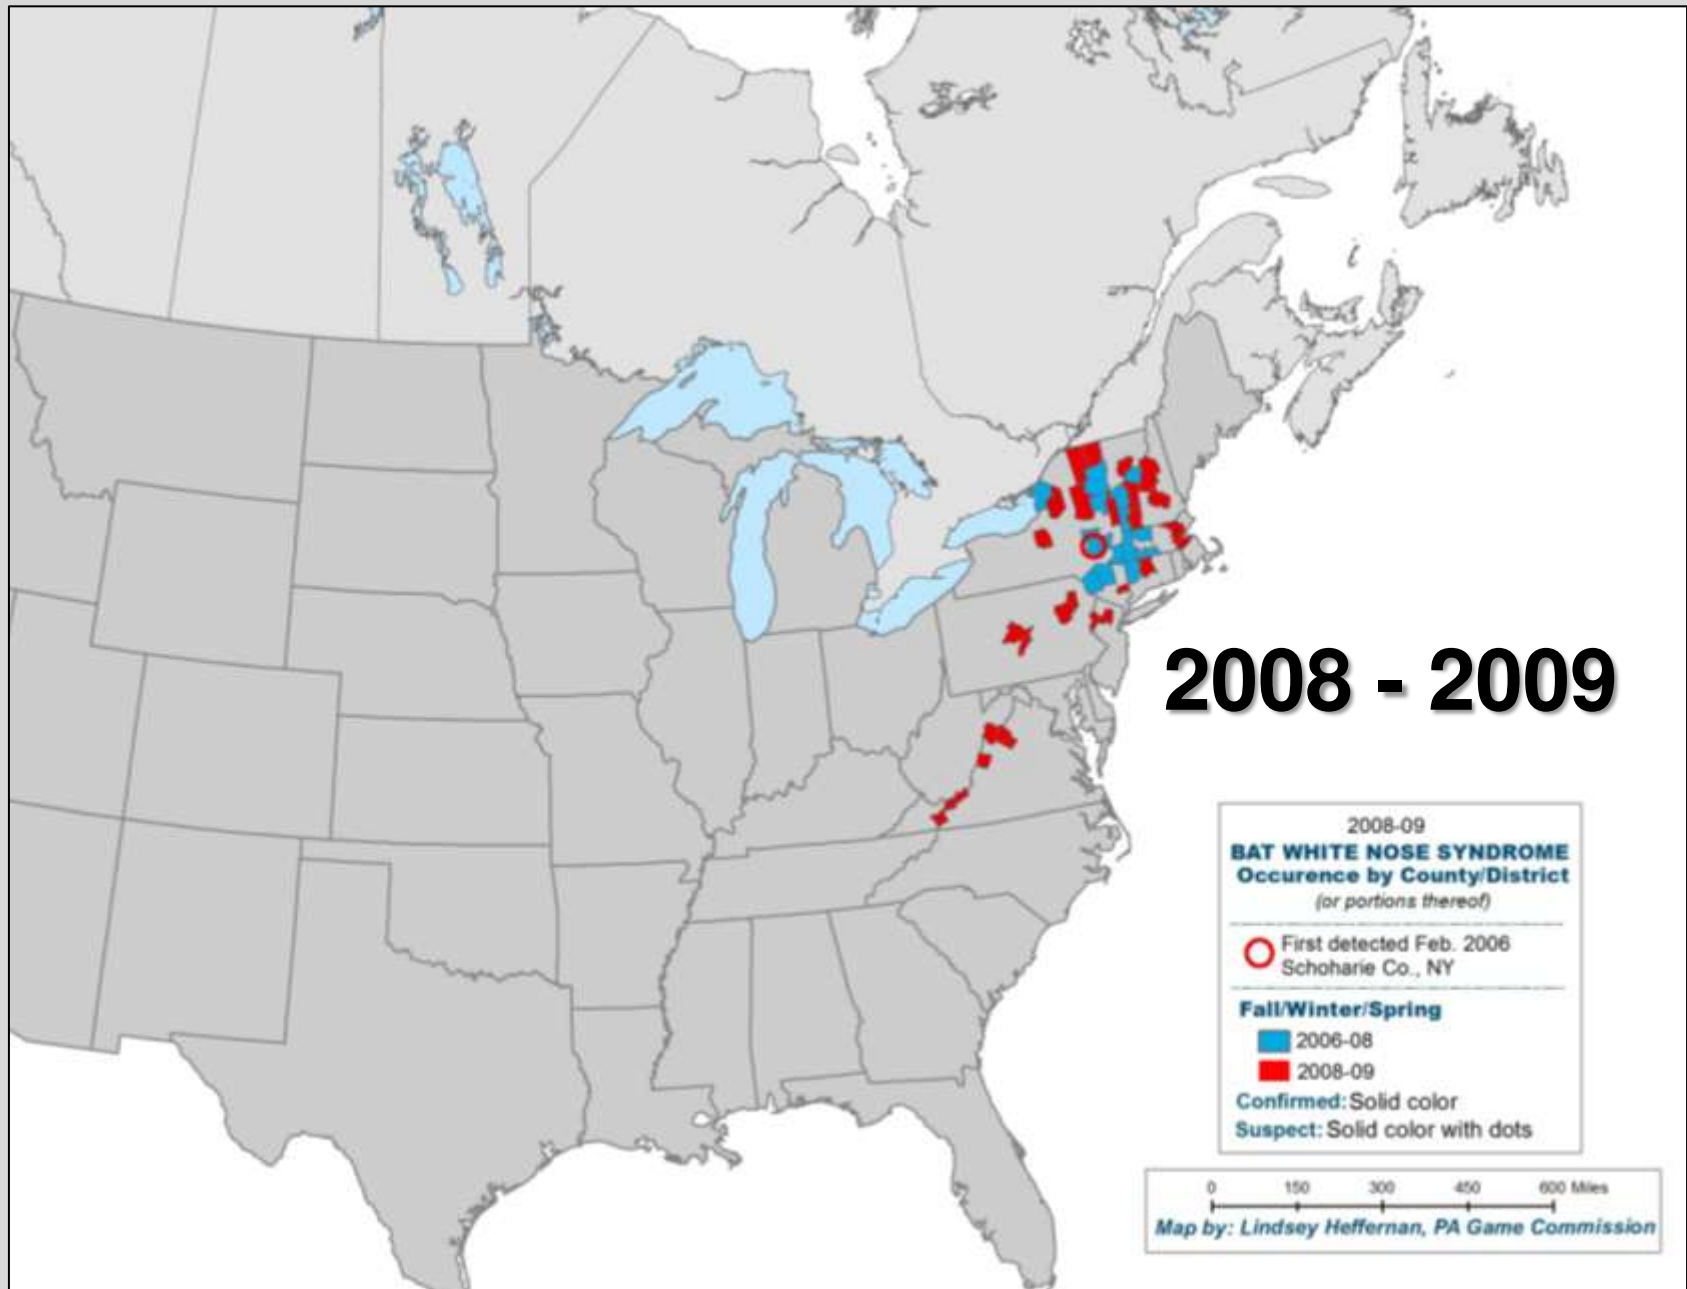 2008 - 2009
2008-09
BAT WHITE NOSE SYNDROME
Occurence by County/District
(or portions thereof)
First detected Feb. 2006
Schoharie Co., NY
Fall/Winter/Spring
2006-08
2008-09
Confirmed: Solid color
Suspect: Solid color with dots
0 150 300 450 600 Miles
Map by: Lindsey Heffernan, PA Game Commission